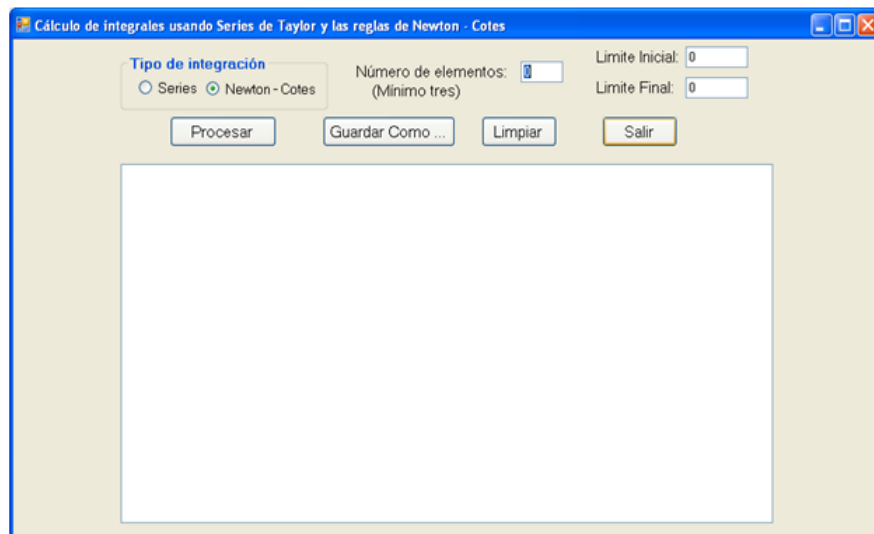 Cálculo de integrales usando Series de Taylor y las reglas de Newton - Cotes
Tipo de integración
Series Newton - Cotes
Número de elementos: 0
(Mínimo tres)
Limite Inicial: 0
Limite Final: 0
Procesar Guardar Como ... Limpiar Salir